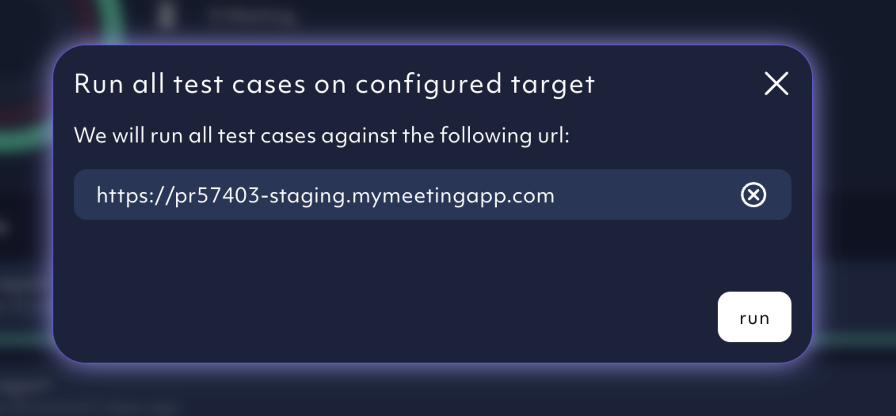 Run all test cases on configured target
We will run all test cases against the following url:
https://pr57403-staging.mymeetingapp.com
run